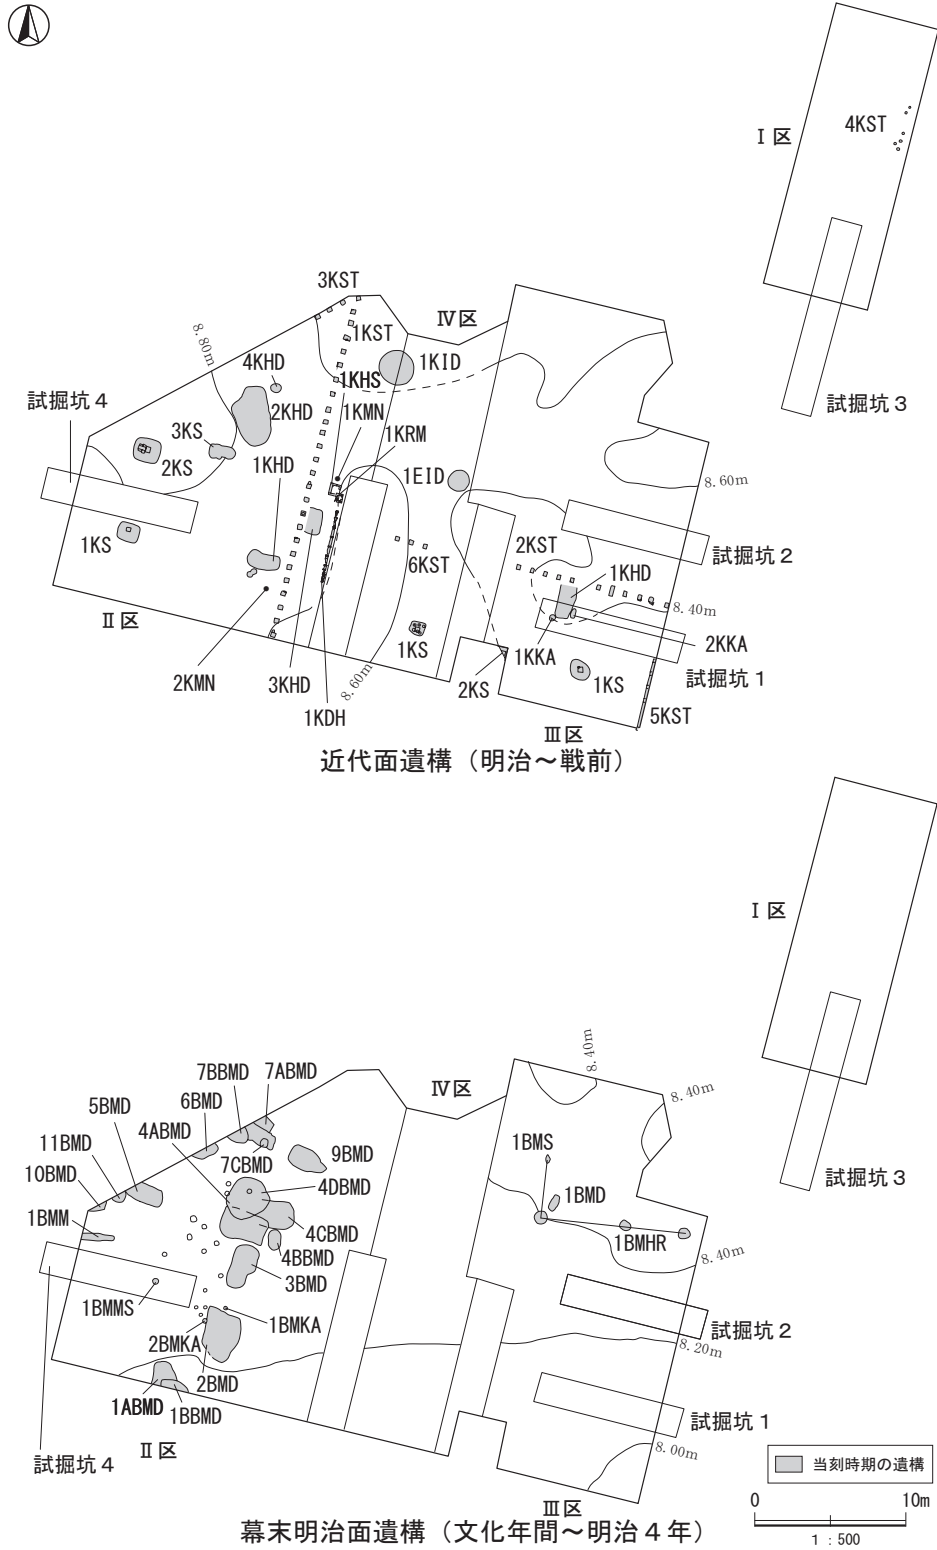 Ⅰ区
4KST
試掘坑3
3KST
Ⅳ区
8.80m
1KST
4KHD
1KID
1KHS
試掘坑4
2KHD
1KMN
3KS
1KRM
2KS
1KHD
1EID
8.60m
1KS
6KST
2KST
試掘坑2
1KHD
8.40m
Ⅱ区
1KS
1KKA
2KKA
2KMN
3KHD
8.60m
2KS
1KS
試掘坑1
1KDH
5KST
Ⅲ区
近代面遺構（明治～戦前）
Ⅰ区
試掘坑3
7BBMD
7ABMD
Ⅳ区
8.40m
6BMD
8.40m
5BMD
4ABMD
11BMD
7CBMD
9BMD
1BMS
10BMD
4DBMD
1BMD
1BMM
4CBMD
1BMHR
4BBMD
8.40m
3BMD
1BMMS
1BMKA
2BMKA
試掘坑2
8.20m
2BMD
1ABMD
1BBMD
試掘坑1
Ⅱ区
8.00m
試掘坑4
当刻時期の遺構
Ⅲ区
0 10m
1 : 500
幕末明治面遺構（文化年間～明治4年）